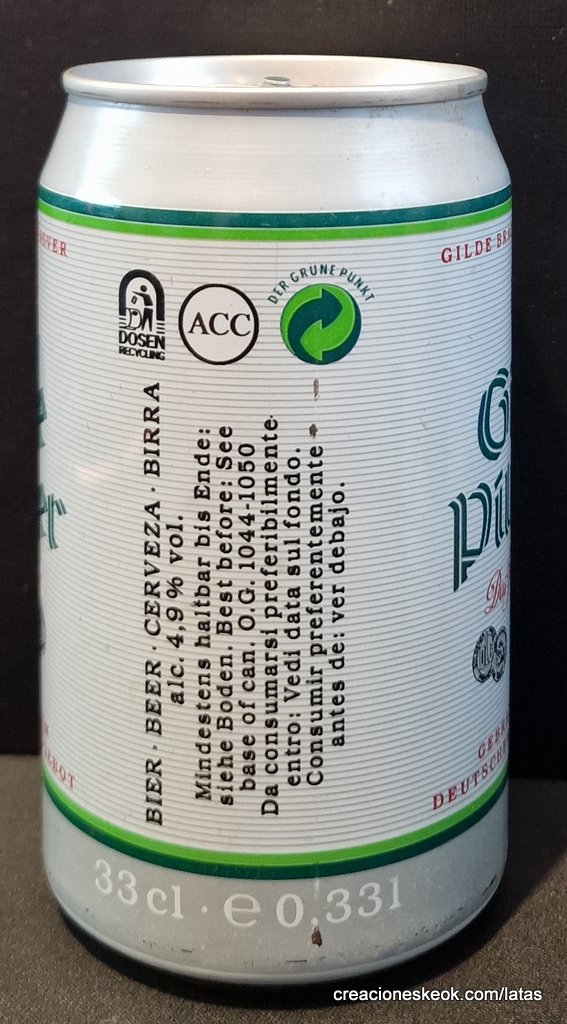 GILDE
DER GRÜNE PUNKT
ACC
DOSEN
RECYCLING
BIER · BEER · CERVEZA · BIRRA
alc. 4,9 % vol.
Mindestens haltbar bis Ende:
siehe Boden. Best before: See
base of can. O.G. 1044-1050
Da consumarsi preferibilmente
entro: Vedi data sul fondo.
Consumir preferentemente
antes de: ver debajo.
33 cl · e 0,33 l
creacioneskeok.com/latas